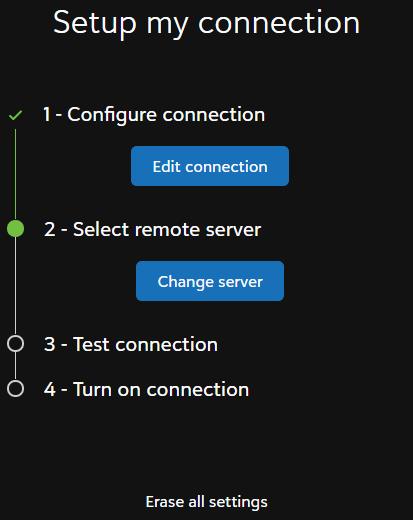 Setup my connection
1 - Configure connection
Edit connection
2 - Select remote server
Change server
3 - Test connection
4 - Turn on connection
Erase all settings